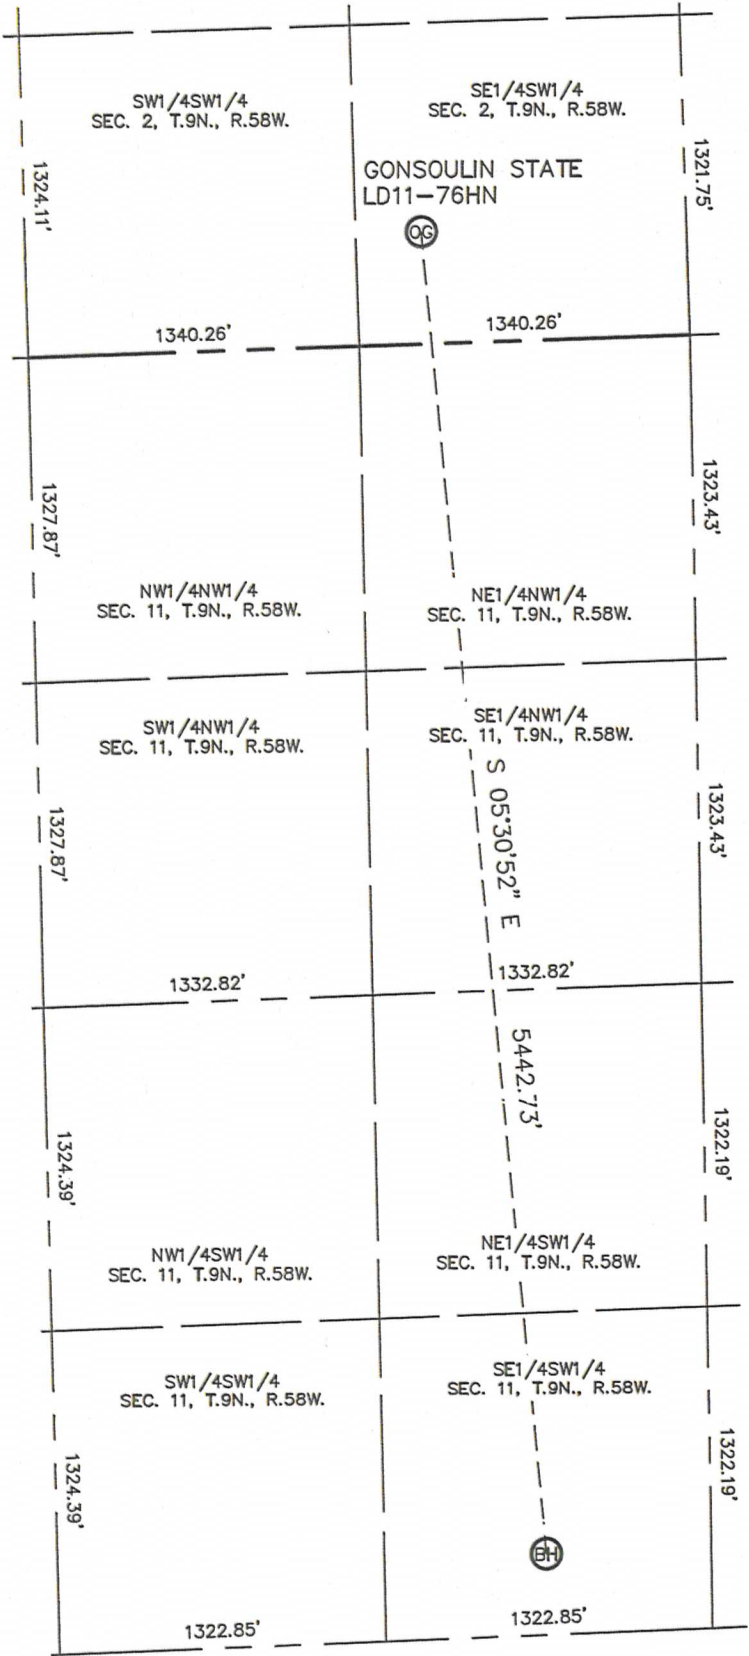 SW1/4SW1/4
SEC. 2, T.9N., R.58W.
SE1/4SW1/4
SEC. 2, T.9N., R.58W.
1324.11'
1321.75'
GONSOULIN STATE
LD11-76HN
OG
1340.26'
1340.26'
1327.87'
1323.43'
NW1/4NW1/4
SEC. 11, T.9N., R.58W.
NE1/4NW1/4
SEC. 11, T.9N., R.58W.
SW1/4NW1/4
SEC. 11, T.9N., R.58W.
SE1/4NW1/4
SEC. 11, T.9N., R.58W.
S 05°30'52" E
1327.87'
1323.43'
1332.82'
1332.82'
5442.73'
1324.39'
1322.19'
NW1/4SW1/4
SEC. 11, T.9N., R.58W.
NE1/4SW1/4
SEC. 11, T.9N., R.58W.
SW1/4SW1/4
SEC. 11, T.9N., R.58W.
SE1/4SW1/4
SEC. 11, T.9N., R.58W.
1324.39'
1322.19'
BH
1322.85'
1322.85'